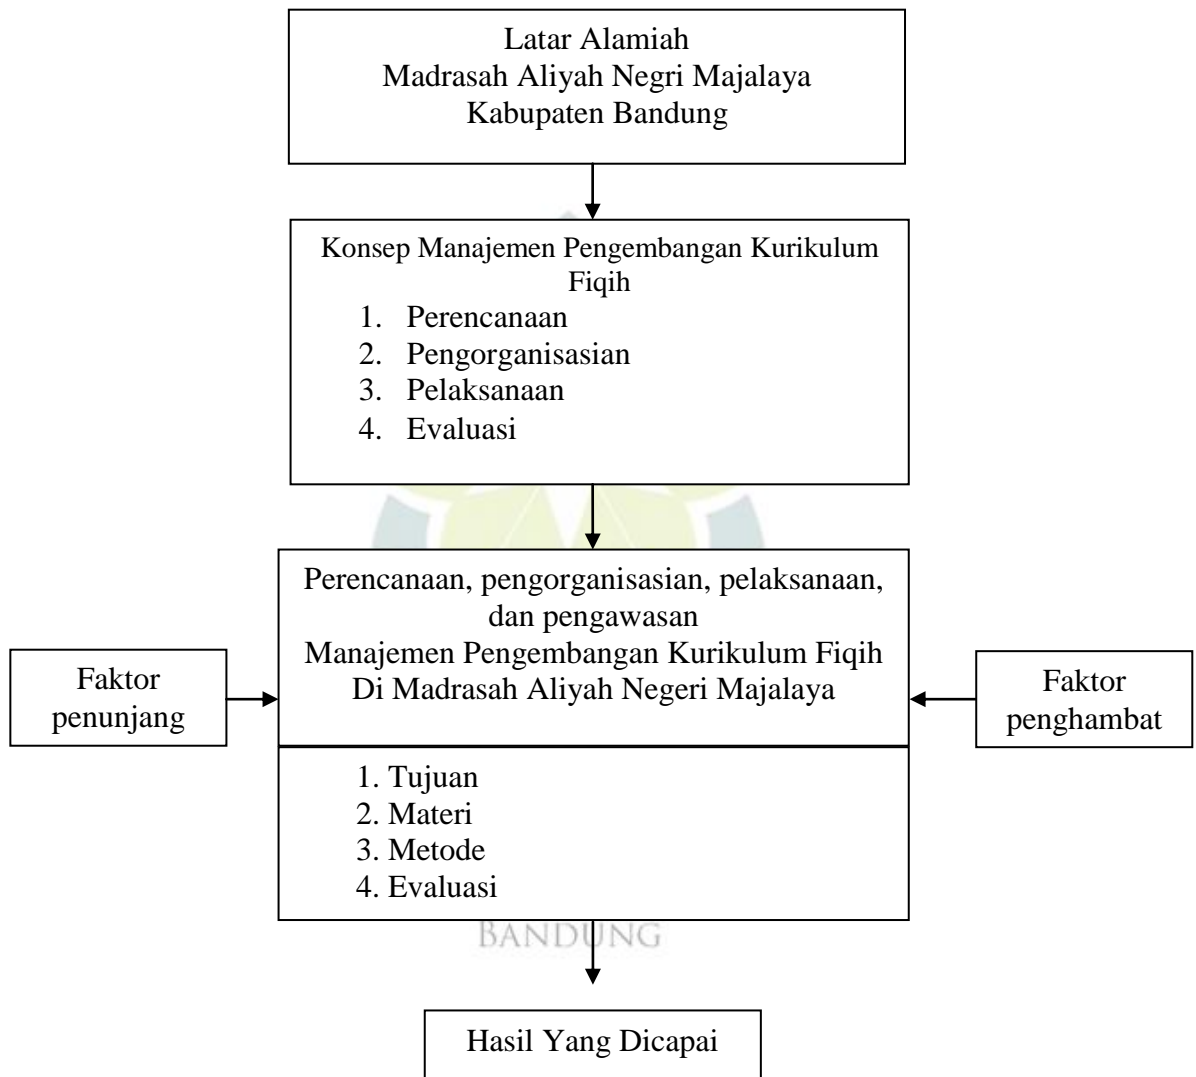 Latar Alamiah
Madrasah Aliyah Negri Majalaya
Kabupaten Bandung
Konsep Manajemen Pengembangan Kurikulum
Fiqih
1. Perencanaan
2. Pengorganisasian
3. Pelaksanaan
4. Evaluasi
Perencanaan, pengorganisasian, pelaksanaan,
dan pengawasan
Manajemen Pengembangan Kurikulum Fiqih
Di Madrasah Aliyah Negeri Majalaya
Faktor
penunjang
Faktor
penghambat
1. Tujuan
2. Materi
3. Metode
4. Evaluasi
BANDUNG
Hasil Yang Dicapai